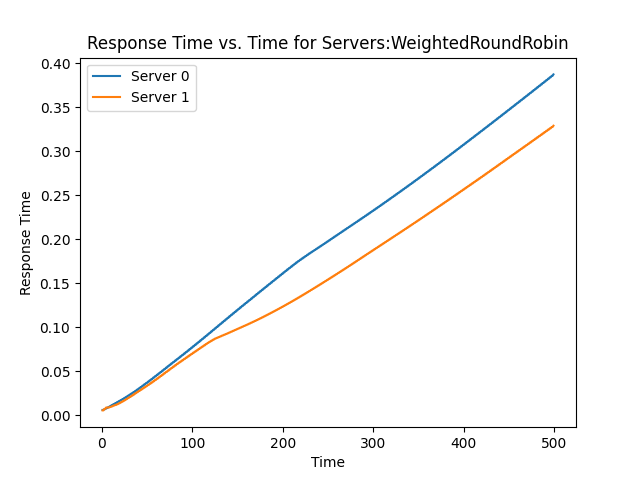 Response Time vs. Time for Servers:WeightedRoundRobin
Server 0
Server 1
0.40
0.35
0.30
0.25
0.20
0.15
0.10
0.05
0.00
Response Time
0 100 200 300 400 500
Time